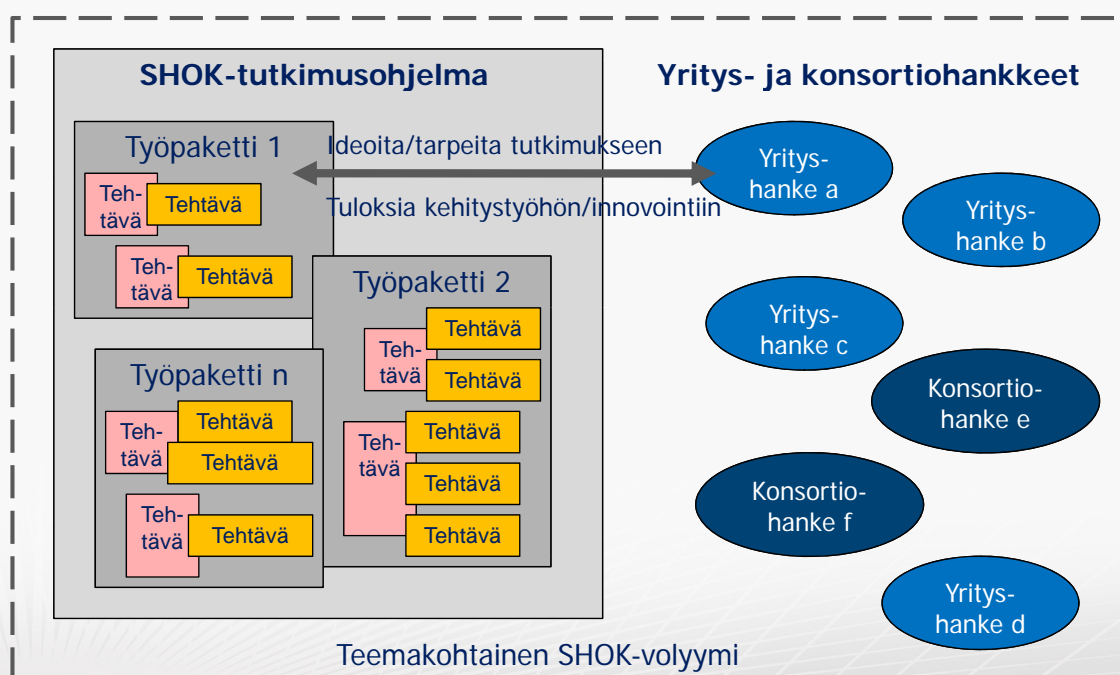 SHOK-tutkimusohjelma
Yritys- ja konsortiohankkeet
Työpaketti 1
Ideoita/tarpeita tutkimukseen
Tuloksia kehitystyöhön/innovointiin
Teh-
tävä
Tehtävä
Teh-
tävä
Tehtävä
Työpaketti 2
Teh-
tävä
Tehtävä
Tehtävä
Teh-
tävä
Tehtävä
Tehtävä
Tehtävä
Työpaketti n
Teh-
tävä
Tehtävä
Tehtävä
Teh-
tävä
Tehtävä
Yritys-
hanke a
Yritys-
hanke b
Yritys-
hanke c
Konsortio-
hanke e
Konsortio-
hanke f
Yritys-
hanke d
Teemakohtainen SHOK-volyymi